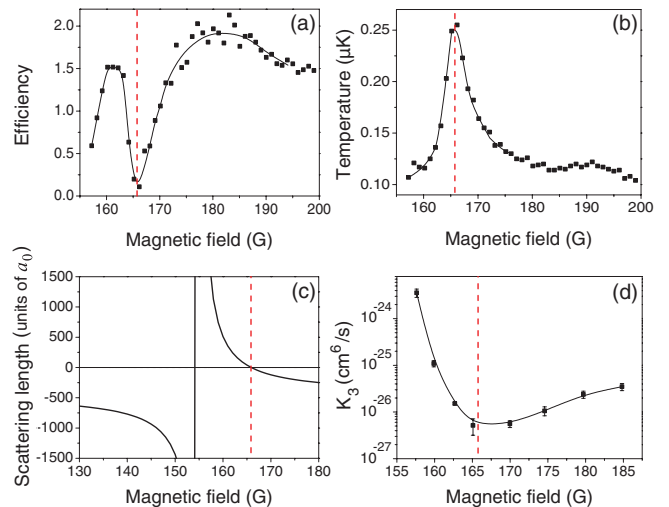 (a)
2.0
1.5
1.0
0.5
0.0
Efficiency
160 170 180 190 200
Magnetic field (G)
(b)
0.25
0.20
0.15
0.10
Temperature (μK)
160 170 180 190 200
Magnetic field (G)
(c)
1500
1000
500
0
-500
-1000
-1500
Scattering length (units of a₀)
130 140 150 160 170 180
Magnetic field (G)
(d)
10⁻²⁴
10⁻²⁵
10⁻²⁶
10⁻²⁷
K₃ (cm⁶/s)
155 160 165 170 175 180 185
Magnetic field (G)